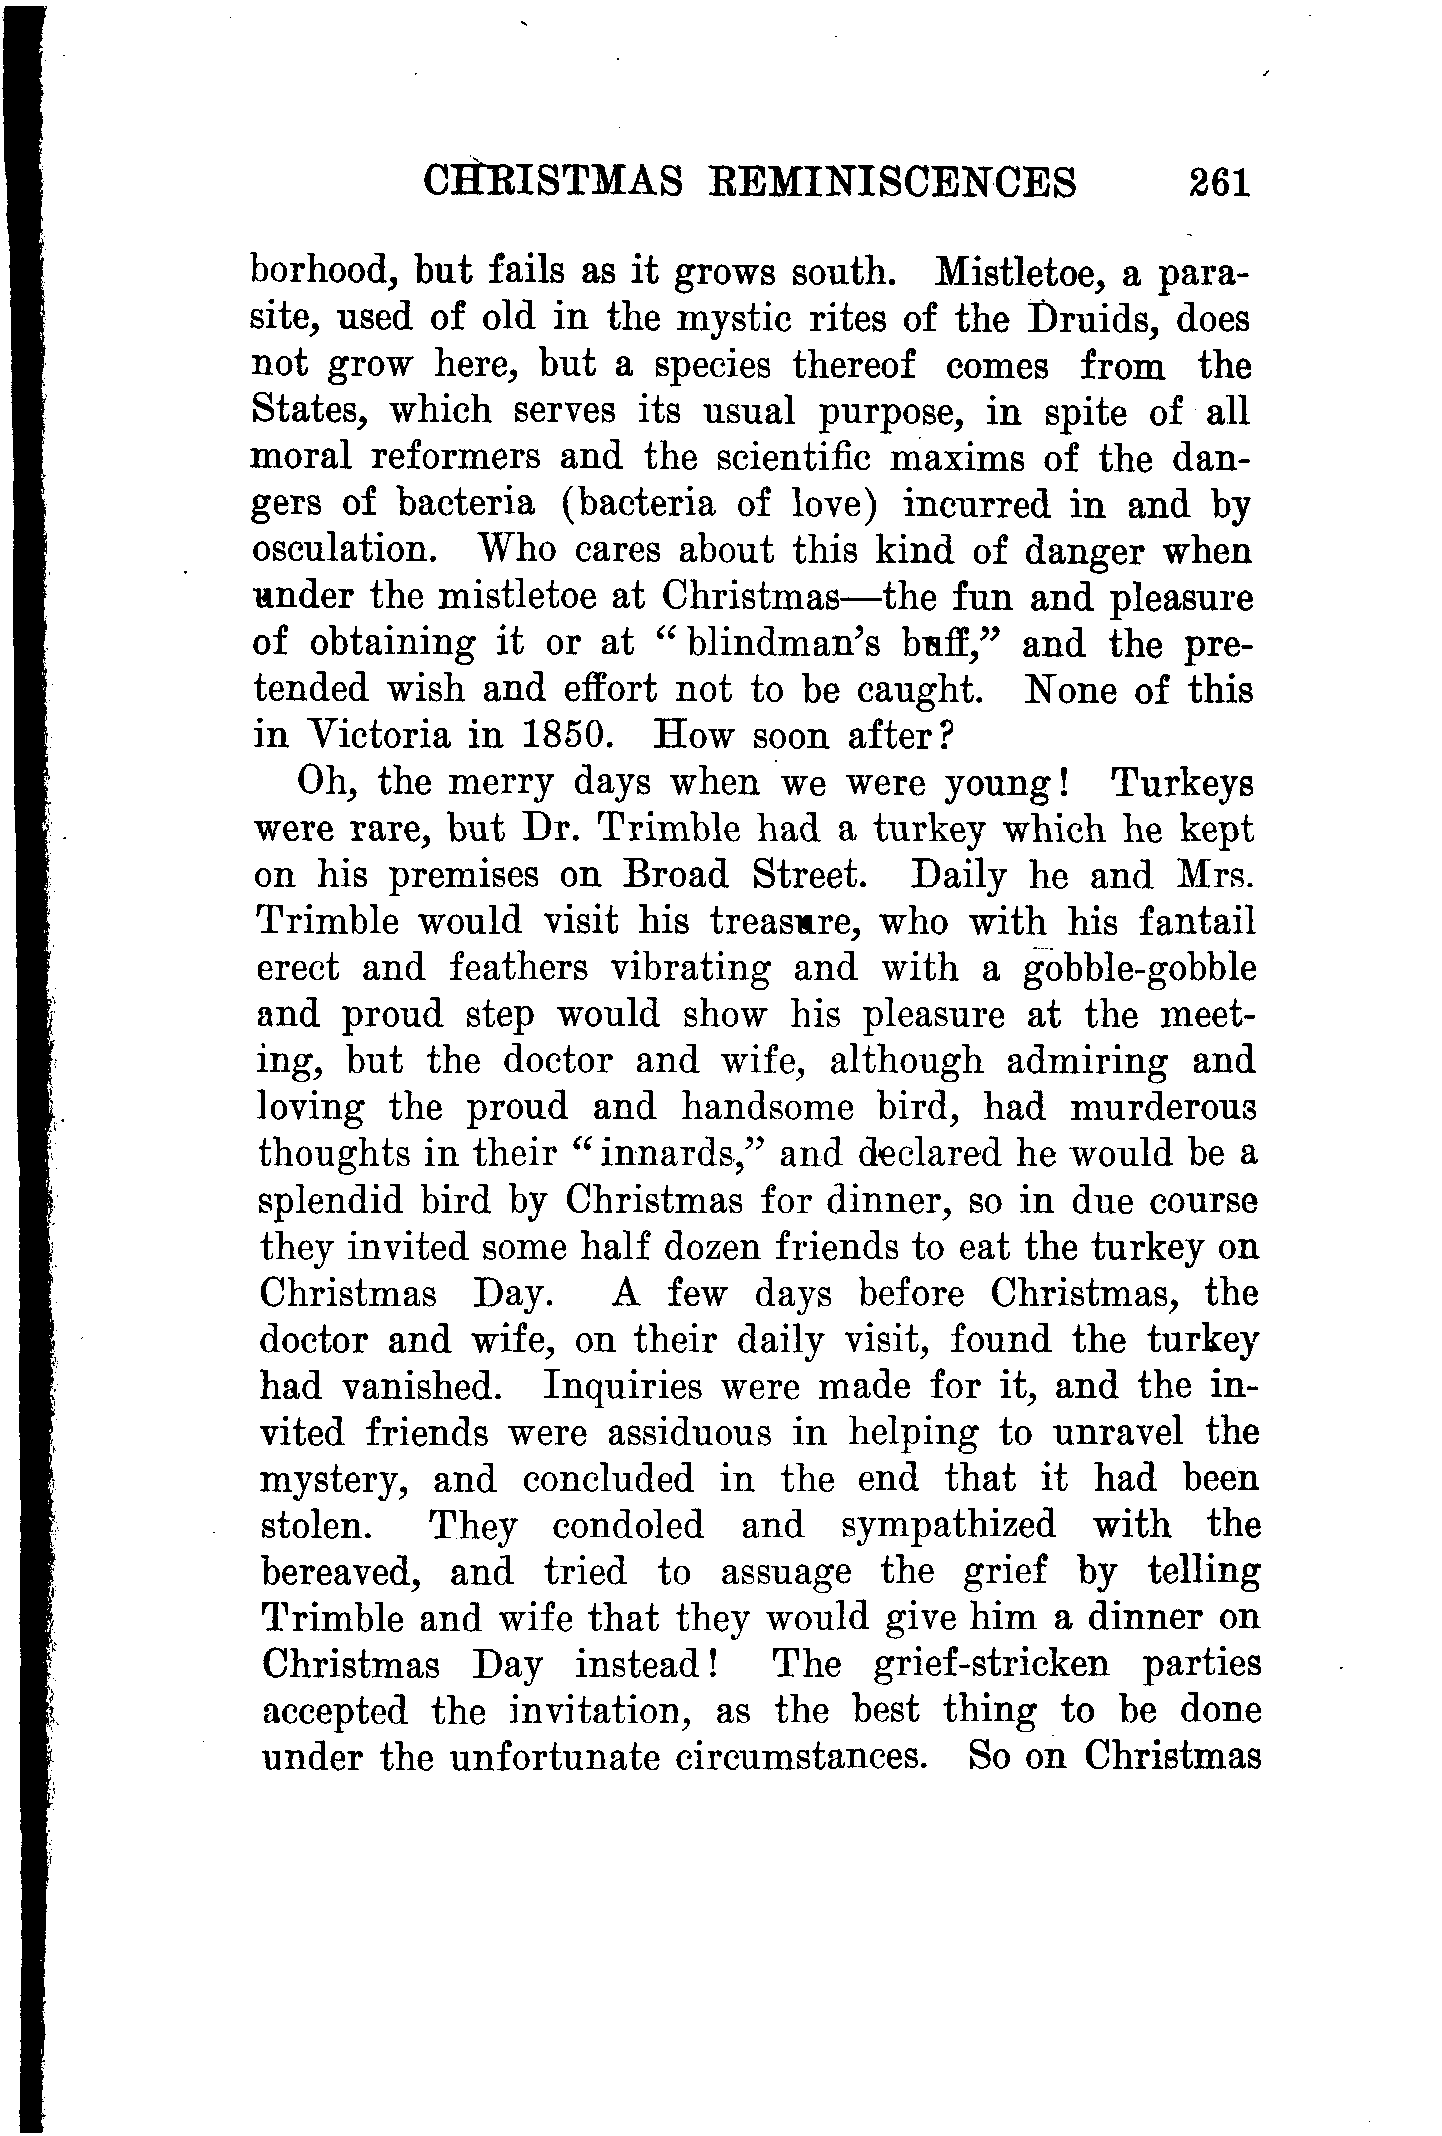 CHRISTMAS REMINISCENCES 261
borhood, but fails as it grows south. Mistletoe, a para-
site, used of old in the mystic rites of the Druids, does
not grow here, but a species thereof comes from the
States, which serves its usual purpose, in spite of all
moral reformers and the scientific maxims of the dan-
gers of bacteria (bacteria of love) incurred in and by
osculation. Who cares about this kind of danger when
under the mistletoe at Christmas—the fun and pleasure
of obtaining it or at “blindman’s buff,” and the pre-
tended wish and effort not to be caught. None of this
in Victoria in 1850. How soon after?
Oh, the merry days when we were young! Turkeys
were rare, but Dr. Trimble had a turkey which he kept
on his premises on Broad Street. Daily he and Mrs.
Trimble would visit his treasure, who with his fantail
erect and feathers vibrating and with a gobble-gobble
and proud step would show his pleasure at the meet-
ing, but the doctor and wife, although admiring and
loving the proud and handsome bird, had murderous
thoughts in their “innards,” and declared he would be a
splendid bird by Christmas for dinner, so in due course
they invited some half dozen friends to eat the turkey on
Christmas Day. A few days before Christmas, the
doctor and wife, on their daily visit, found the turkey
had vanished. Inquiries were made for it, and the in-
vited friends were assiduous in helping to unravel the
mystery, and concluded in the end that it had been
stolen. They condoled and sympathized with the
bereaved, and tried to assuage the grief by telling
Trimble and wife that they would give him a dinner on
Christmas Day instead! The grief-stricken parties
accepted the invitation, as the best thing to be done
under the unfortunate circumstances. So on Christmas